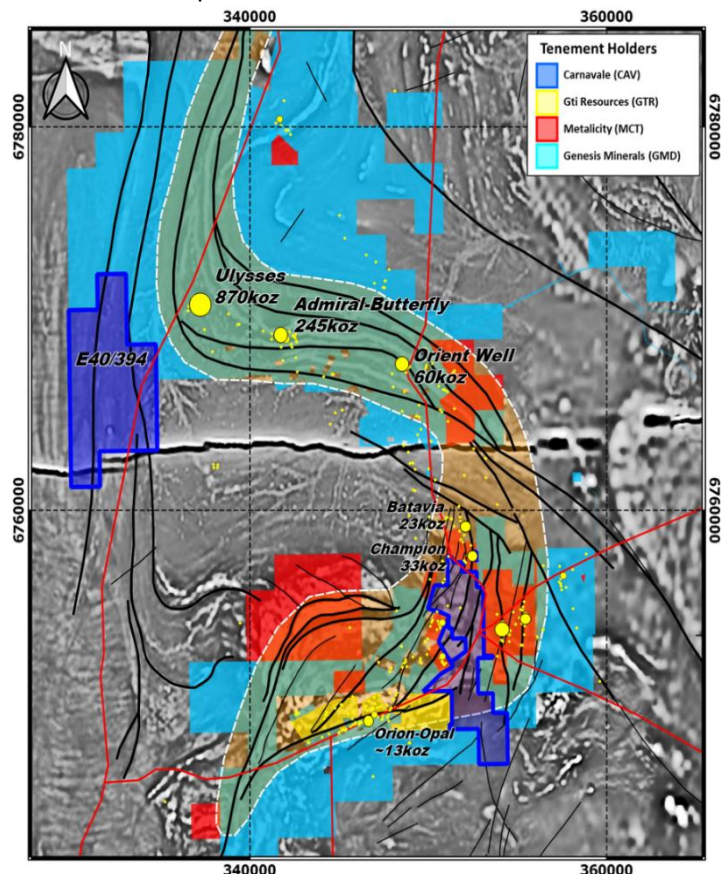 340000
360000
N
Tenement Holders
Carnavale (CAV)
Gti Resources (GTR)
Metalicity (MCT)
Genesis Minerals (GMD)
6780000
6780000
Ulysses
870koz
Admiral-Butterfly
245koz
E40/394
Orient Well
60koz
6760000
6760000
Batavia
23koz
Champion
33koz
Orion-Opal
~13koz
340000
360000